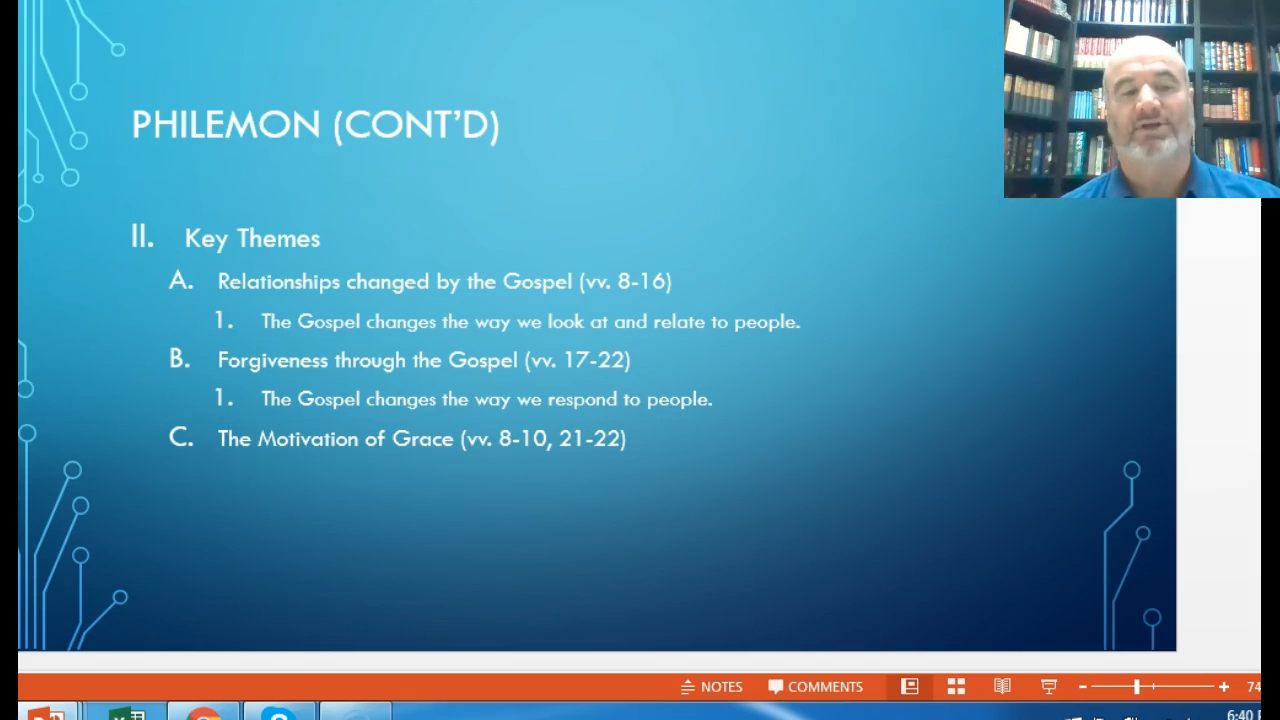 PHILEMON (CONT'D)
II. Key Themes
A. Relationships changed by the Gospel (vv. 8-16)
1. The Gospel changes the way we look at and relate to people.
B. Forgiveness through the Gospel (vv. 17-22)
1. The Gospel changes the way we respond to people.
C. The Motivation of Grace (vv. 8-10, 21-22)
NOTES COMMENTS 74
6:40